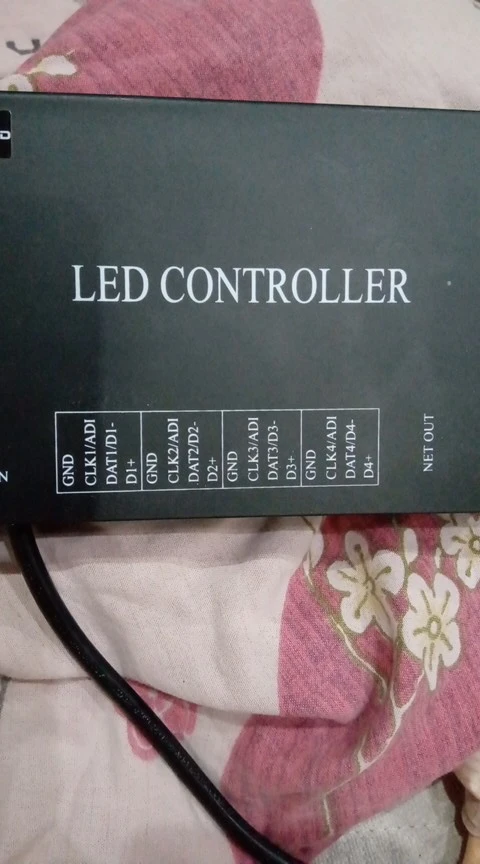 LED CONTROLLER
GND
CLK1/ADI
DAT1/D1-
D1+
GND
CLK2/ADI
DAT2/D2-
D2+
GND
CLK3/ADI
DAT3/D3-
D3+
GND
CLK4/ADI
DAT4/D4-
D4+
NET OUT